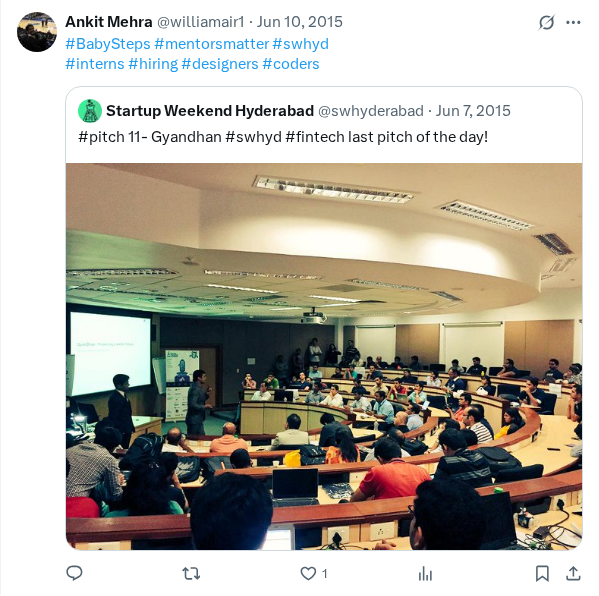 Ankit Mehra @williamair1 · Jun 10, 2015
#BabySteps #mentorsmatter #swhyd
#interns #hiring #designers #coders
Startup Weekend Hyderabad @swhyderabad · Jun 7, 2015
#pitch 11- Gyandhan #swhyd #fintech last pitch of the day!
1